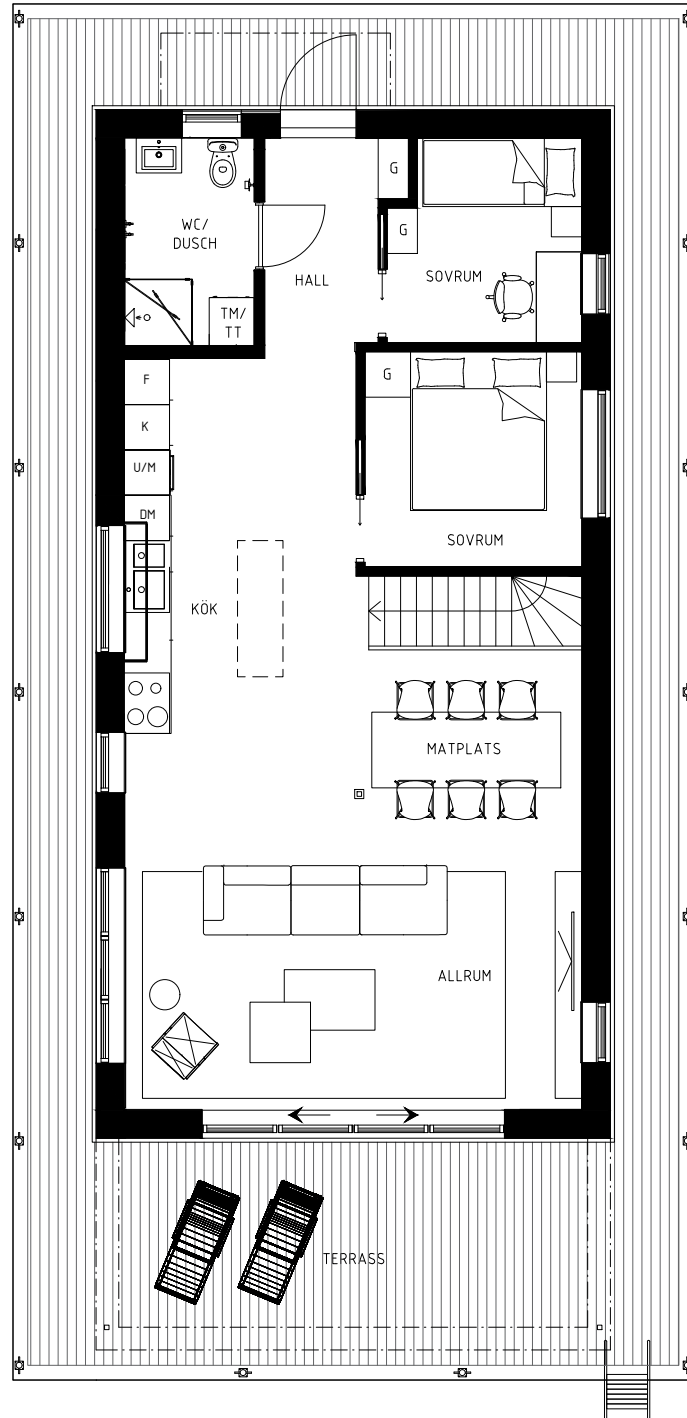 G
WC/
DUSCH
G
HALL
SOVRUM
TM/
TT
F
G
K
U/M
DM
SOVRUM
KÖK
MATPLATS
ALLRUM
TERRASS